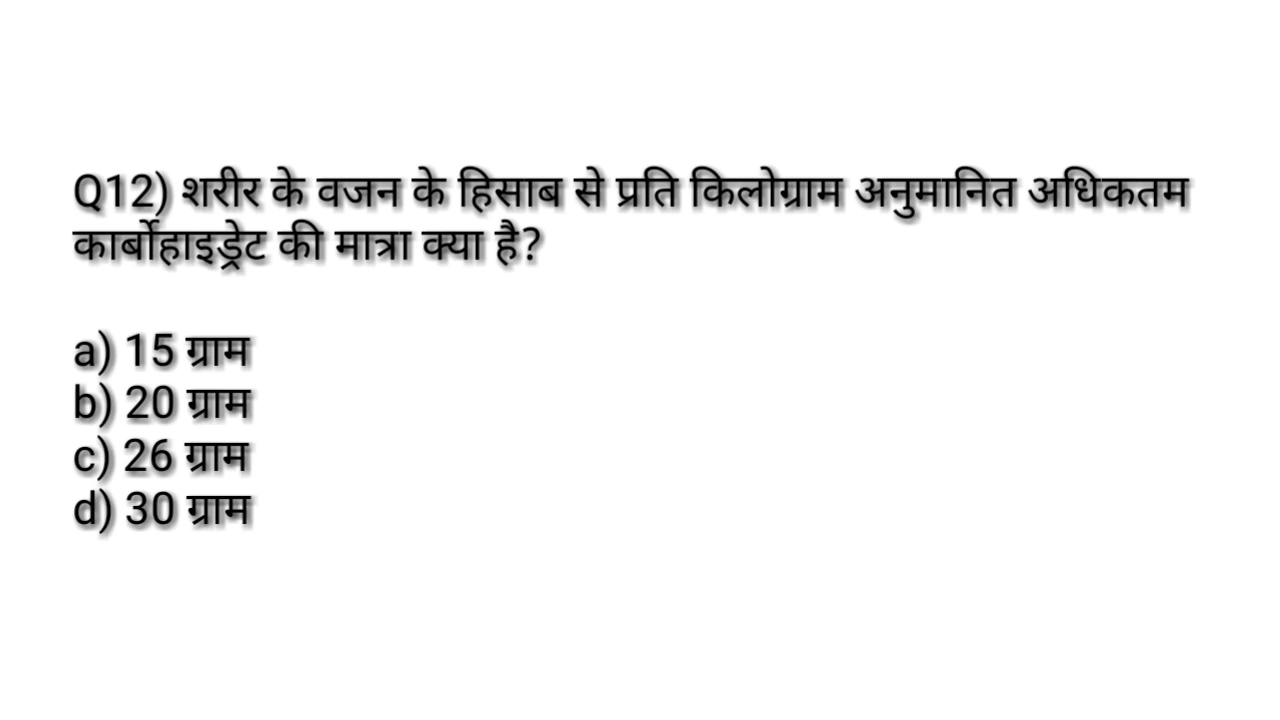 Q12) शरीर के वजन के हिसाब से प्रति किलोग्राम अनुमानित अधिकतम
कार्बोहाइड्रेट की मात्रा क्या है?
a) 15 ग्राम
b) 20 ग्राम
c) 26 ग्राम
d) 30 ग्राम